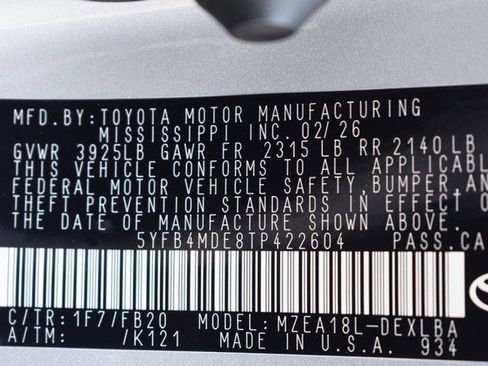 MFD.BY:TOYOTA MOTOR MANUFACTURING
MISSISSIPPI INC. 02/26
GVWR 3925LB GAWR FR 2315 LB RR 2140 LB
THIS VEHICLE CONFORMS TO ALL APPLICABL
FEDERAL MOTOR VEHICLE SAFETY,BUMPER,AN
THEFT PREVENTION STANDARDS IN EFFECT O
THE DATE OF MANUFACTURE SHOWN ABOVE.
5YFB4MDE8TP422604 PASS.CA
C/TR: 1F7/FB20 MODEL: MZEA18L-DEXLBA
A/TM: /K121 MADE IN U.S.A. 934